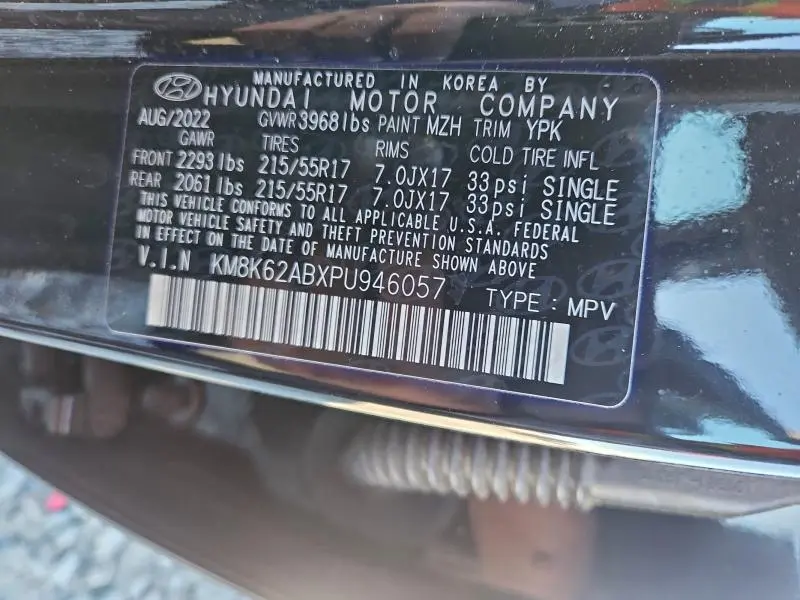 MANUFACTURED IN KOREA BY
HYUNDAI MOTOR COMPANY
AUG/2022 GVWR 3968lbs PAINT MZH TRIM YPK
GAWR TIRES RIMS COLD TIRE INFL
FRONT 2293lbs 215/55R17 7.0JX17 33psi SINGLE
REAR 2061lbs 215/55R17 7.0JX17 33psi SINGLE
THIS VEHICLE CONFORMS TO ALL APPLICABLE U.S.A. FEDERAL
MOTOR VEHICLE SAFETY AND THEFT PREVENTION STANDARDS
IN EFFECT ON THE DATE OF MANUFACTURE SHOWN ABOVE
V.I.N KM8K62ABXPU946057 TYPE : MPV